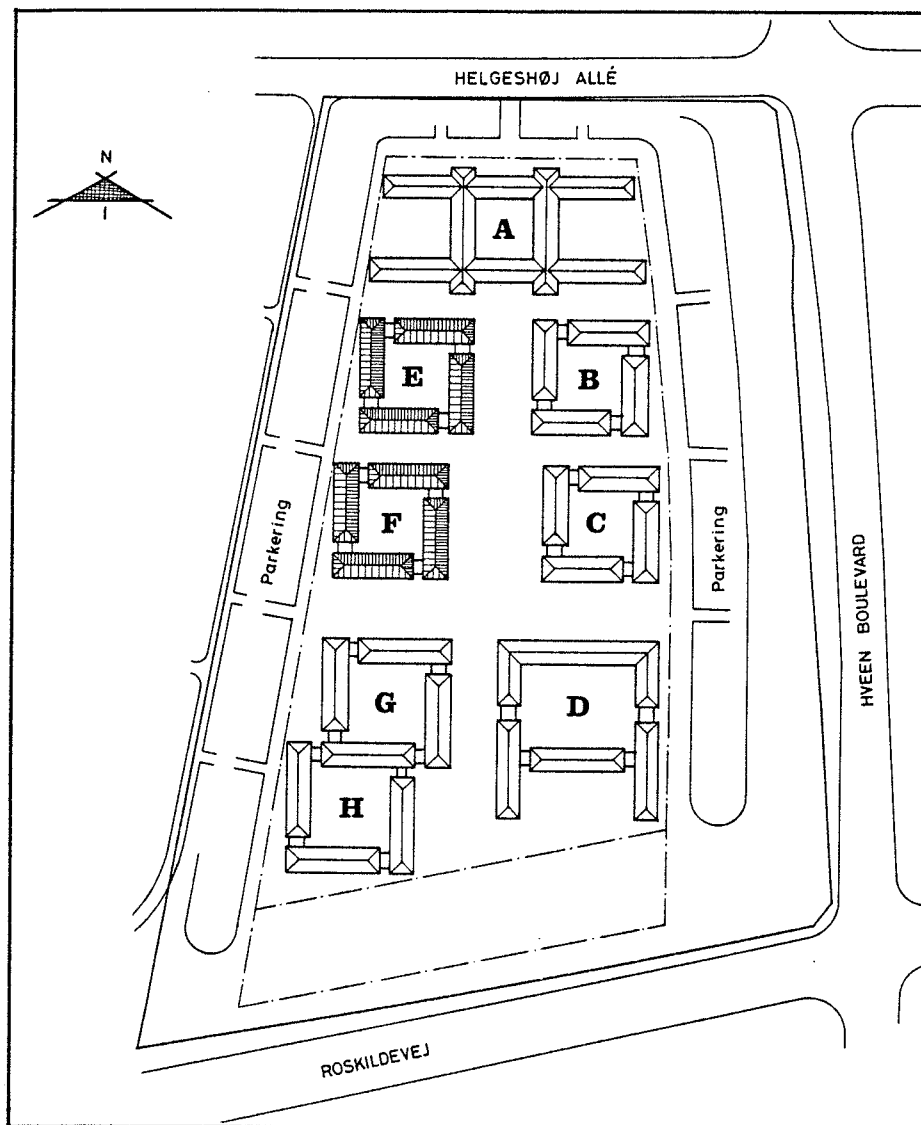 HELGESHØJ ALLÉ
N
A
E
B
F
C
Parkering
Parkering
HVEEN BOULEVARD
G
D
H
ROSKILDEVEJ